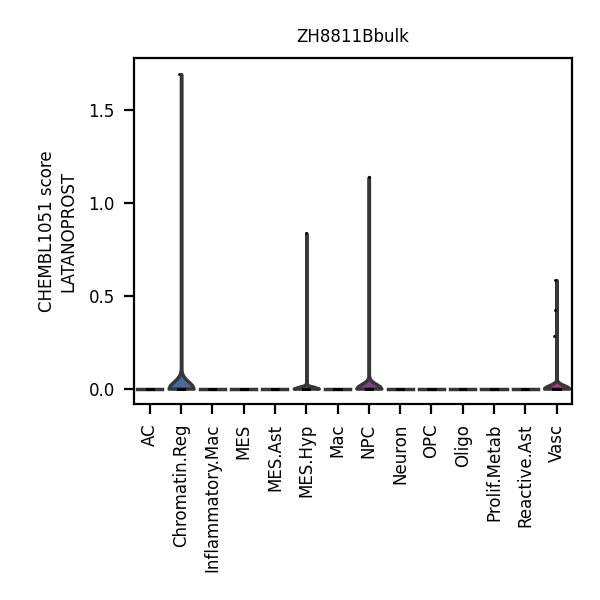 ZH8811Bbulk
CHEMBL1051 score
LATANOPROST
1.5
1.0
0.5
0.0
AC
Chromatin.Reg
Inflammatory.Mac
MES
MES.Ast
MES.Hyp
Mac
NPC
Neuron
OPC
Oligo
Prolif.Metab
Reactive.Ast
Vasc